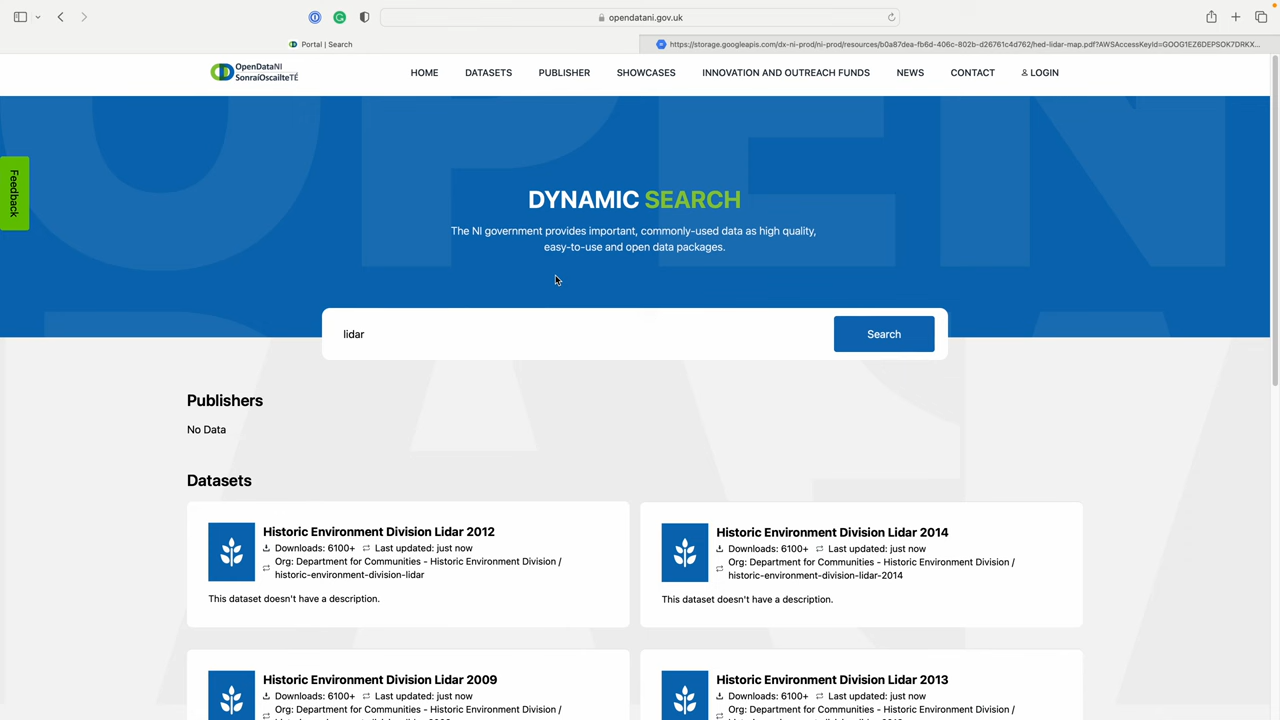 opendatani.gov.uk
Portal | Search
https://storage.googleapis.com/dx-ni-prod/ni-prod/resources/b0a87dea-fb6d-406c-802b-d26761c4d762/hed-lidar-map.pdf?AWSAccessKeyId=GOOG1EZ6DEPSOK7DRKX...
OpenDataNI
SonraíOscailteTÉ
HOME
DATASETS
PUBLISHER
SHOWCASES
INNOVATION AND OUTREACH FUNDS
NEWS
CONTACT
LOGIN
OPEN
DATA
Feedback
DYNAMIC SEARCH
The NI government provides important, commonly-used data as high quality,
easy-to-use and open data packages.
lidar
Search
Publishers
No Data
Datasets
Historic Environment Division Lidar 2012
Downloads: 6100+ Last updated: just now
Org: Department for Communities - Historic Environment Division /
historic-environment-division-lidar
This dataset doesn't have a description.
Historic Environment Division Lidar 2014
Downloads: 6100+ Last updated: just now
Org: Department for Communities - Historic Environment Division /
historic-environment-division-lidar-2014
This dataset doesn't have a description.
Historic Environment Division Lidar 2009
Downloads: 6100+ Last updated: just now
Org: Department for Communities - Historic Environment Division /
Historic Environment Division Lidar 2013
Downloads: 6100+ Last updated: just now
Org: Department for Communities - Historic Environment Division /